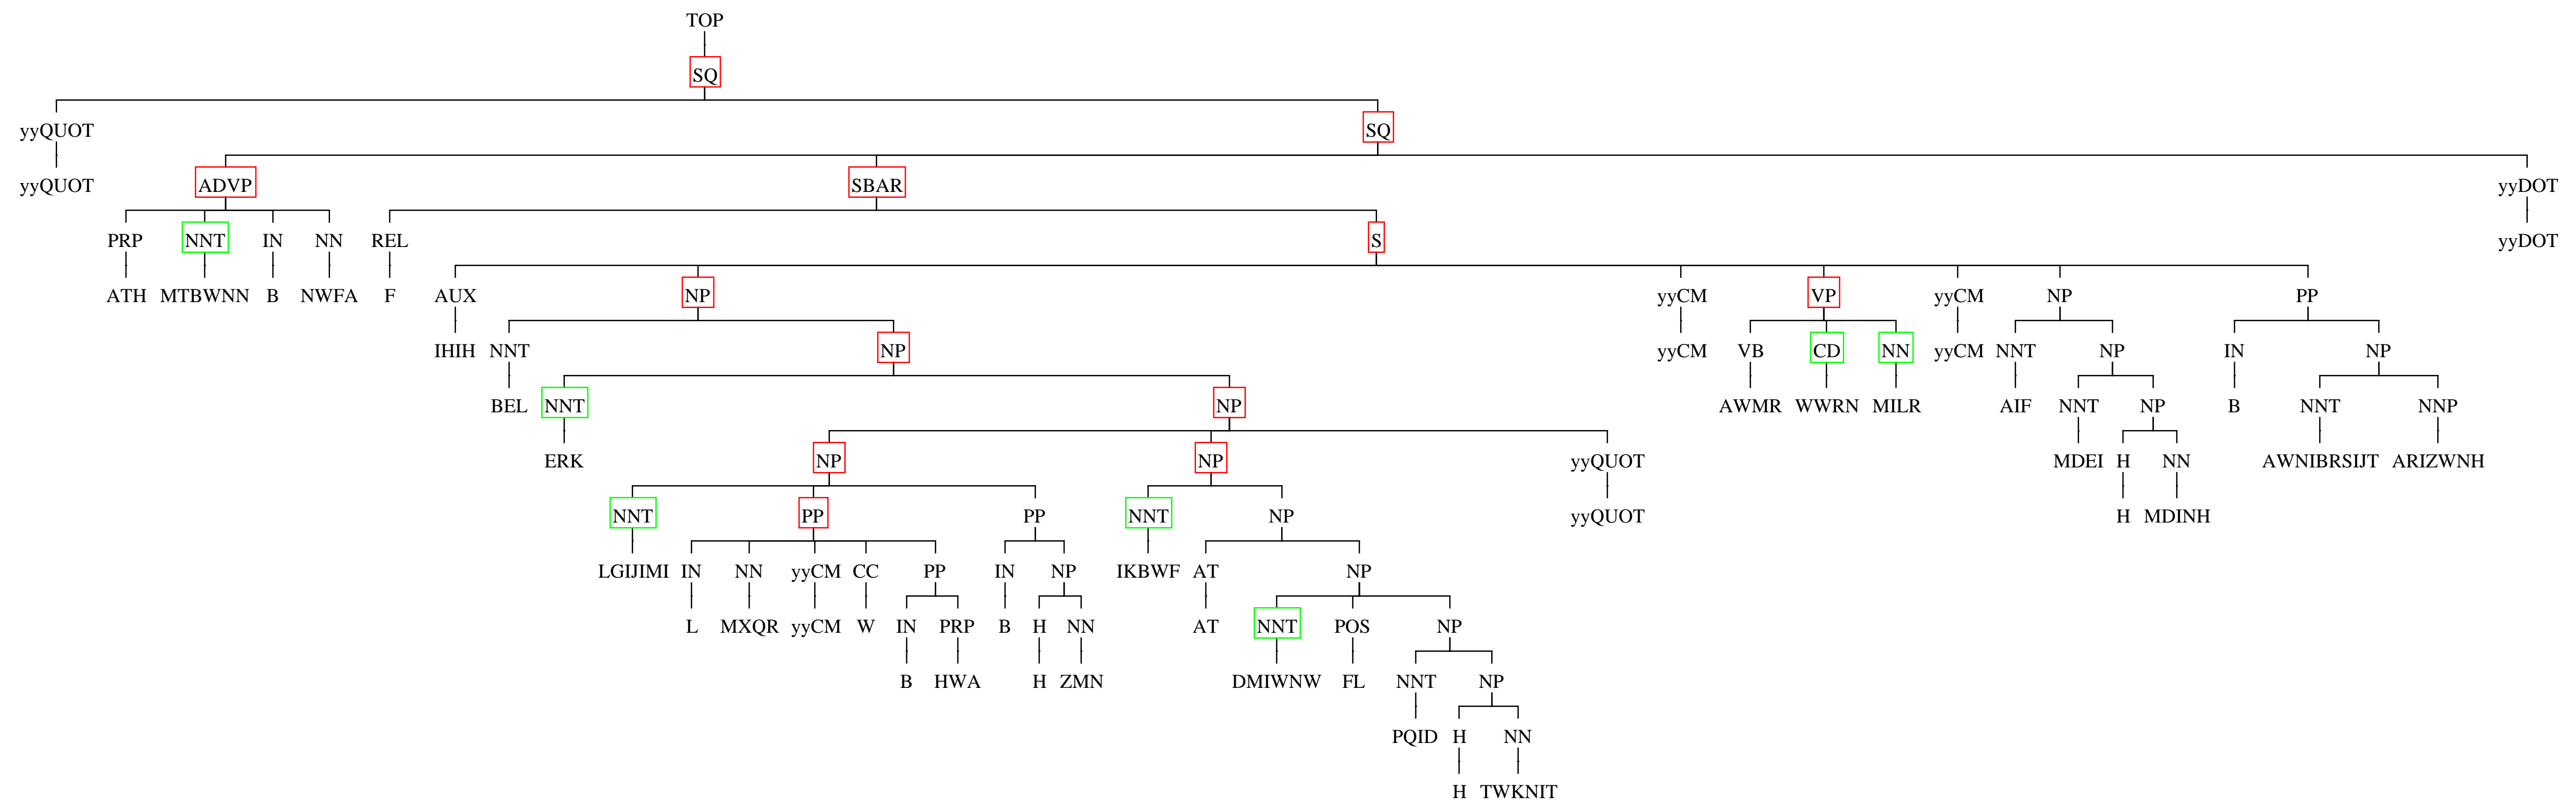 TOP
SQ
yyQUOT SQ
yyQUOT ADVP SBAR yyDOT
PRP NNT IN NN REL S yyDOT
ATH MTBWNN B NWFA F AUX NP yyCM VP yyCM NP PP
IHIH NNT NP yyCM VB CD NN yyCM NNT NP IN NP
BEL NNT NP AWMR WWRN MILR AIF NNT NP B NNT NNP
ERK NP NP yyQUOT MDEI H NN AWNIBRSIJT ARIZWNH
NNT PP PP NNT NP yyQUOT H MDINH
LGIJIMI IN NN yyCM CC PP IN NP IKBWF AT NP
L MXQR yyCM W IN PRP B H NN AT NNT POS NP
B HWA H ZMN DMIWNW FL NNT NP
PQID H NN
H TWKNIT